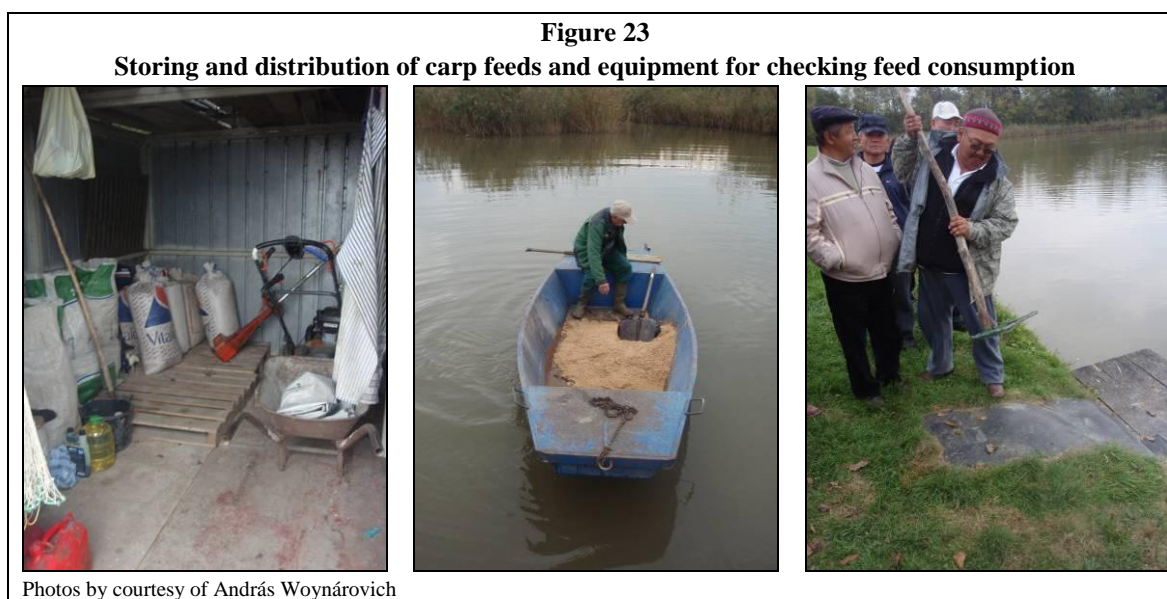 Figure 23
Storing and distribution of carp feeds and equipment for checking feed consumption
Photos by courtesy of András Woynárovich